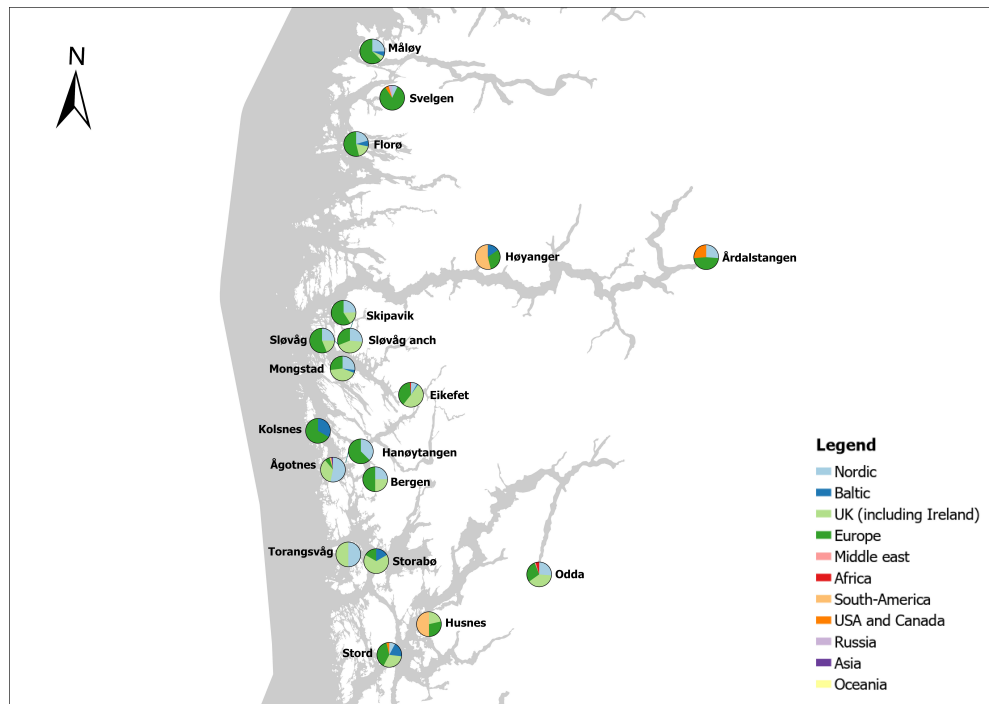 N
Måløy
Svelgen
Florø
Høyanger
Årdalstangen
Skipavik
Sløvåg
Sløvåg anch
Mongstad
Eikefet
Kolsnes
Hanøytangen
Ågotnes
Bergen
Torangsvåg
Storabø
Odda
Husnes
Stord
Legend
Nordic
Baltic
UK (including Ireland)
Europe
Middle east
Africa
South-America
USA and Canada
Russia
Asia
Oceania